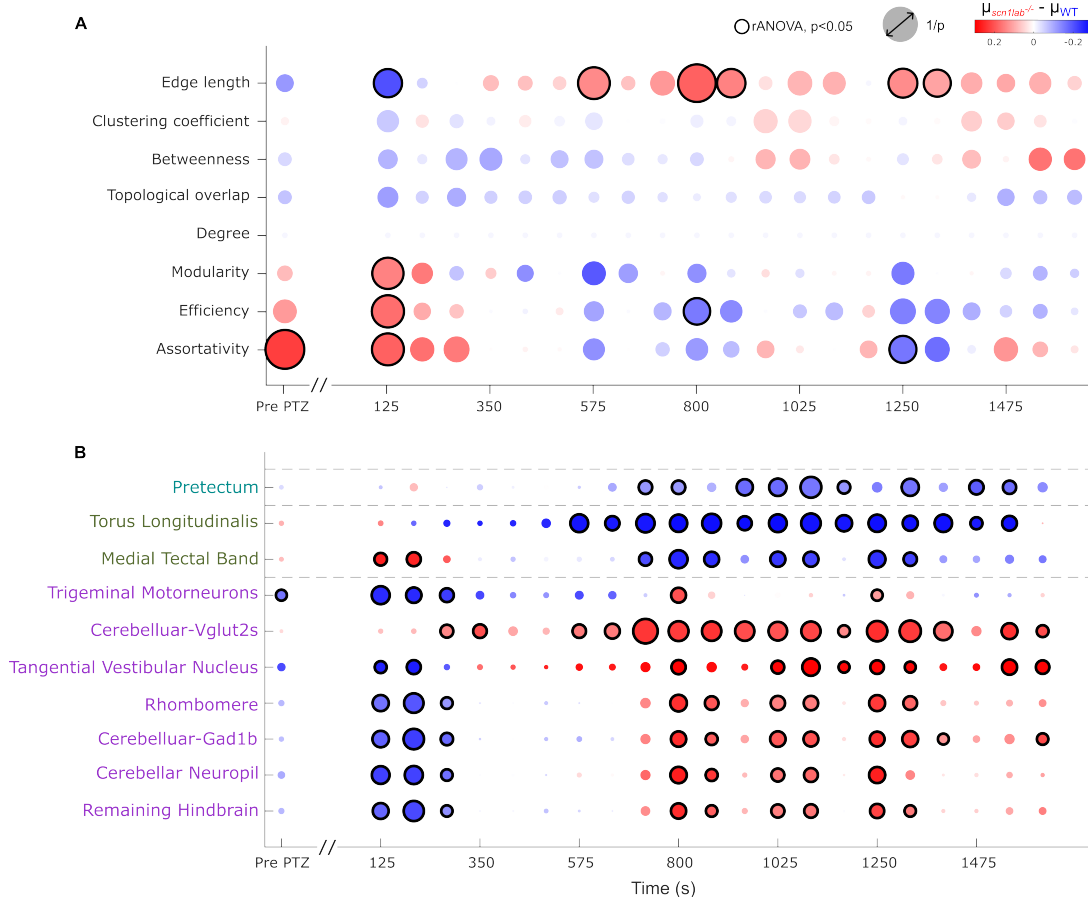 A
rANOVA, p<0.05
1/p
μscn1lab-/- - μWT
0.2 0 -0.2
Edge length
Clustering coefficient
Betweenness
Topological overlap
Degree
Modularity
Efficiency
Assortativity
Pre PTZ // 125 350 575 800 1025 1250 1475
B
Pretectum
Torus Longitudinalis
Medial Tectal Band
Trigeminal Motorneurons
Cerebelluar-Vglut2s
Tangential Vestibular Nucleus
Rhombomere
Cerebelluar-Gad1b
Cerebellar Neuropil
Remaining Hindbrain
Pre PTZ // 125 350 575 800 1025 1250 1475
Time (s)